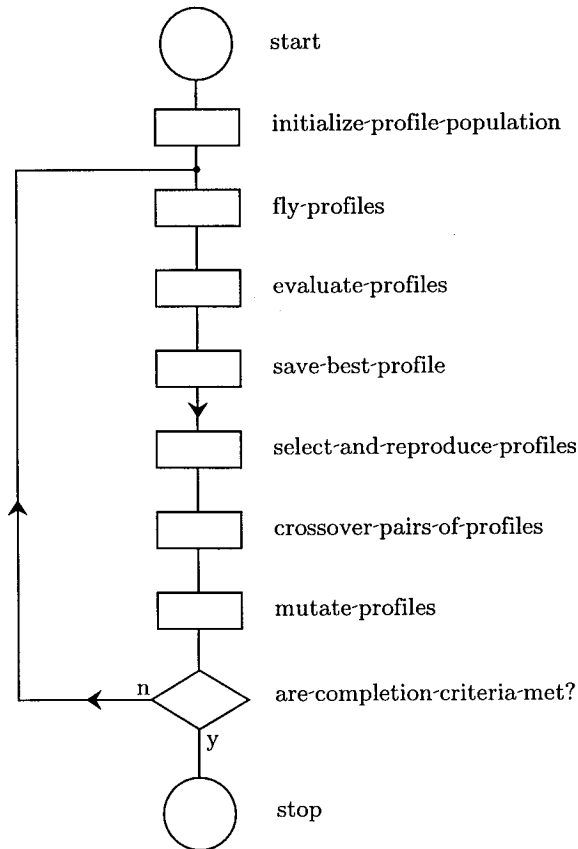 start
initialize-profile-population
fly-profiles
evaluate-profiles
save-best-profile
select-and-reproduce-profiles
crossover-pairs-of-profiles
mutate-profiles
n
are-completion-criteria-met?
y
stop